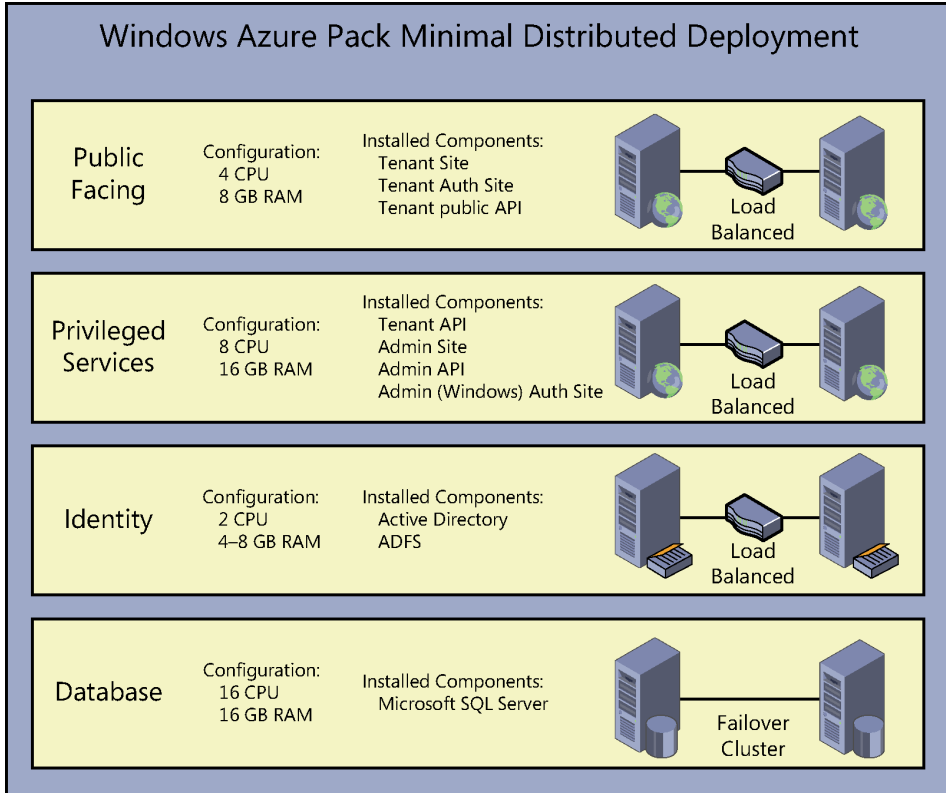 Windows Azure Pack Minimal Distributed Deployment
Public
Facing
Configuration:
4 CPU
8 GB RAM
Installed Components:
Tenant Site
Tenant Auth Site
Tenant public API
Load
Balanced
Privileged
Services
Configuration:
8 CPU
16 GB RAM
Installed Components:
Tenant API
Admin Site
Admin API
Admin (Windows) Auth Site
Load
Balanced
Identity
Configuration:
2 CPU
4–8 GB RAM
Installed Components:
Active Directory
ADFS
Load
Balanced
Database
Configuration:
16 CPU
16 GB RAM
Installed Components:
Microsoft SQL Server
Failover
Cluster